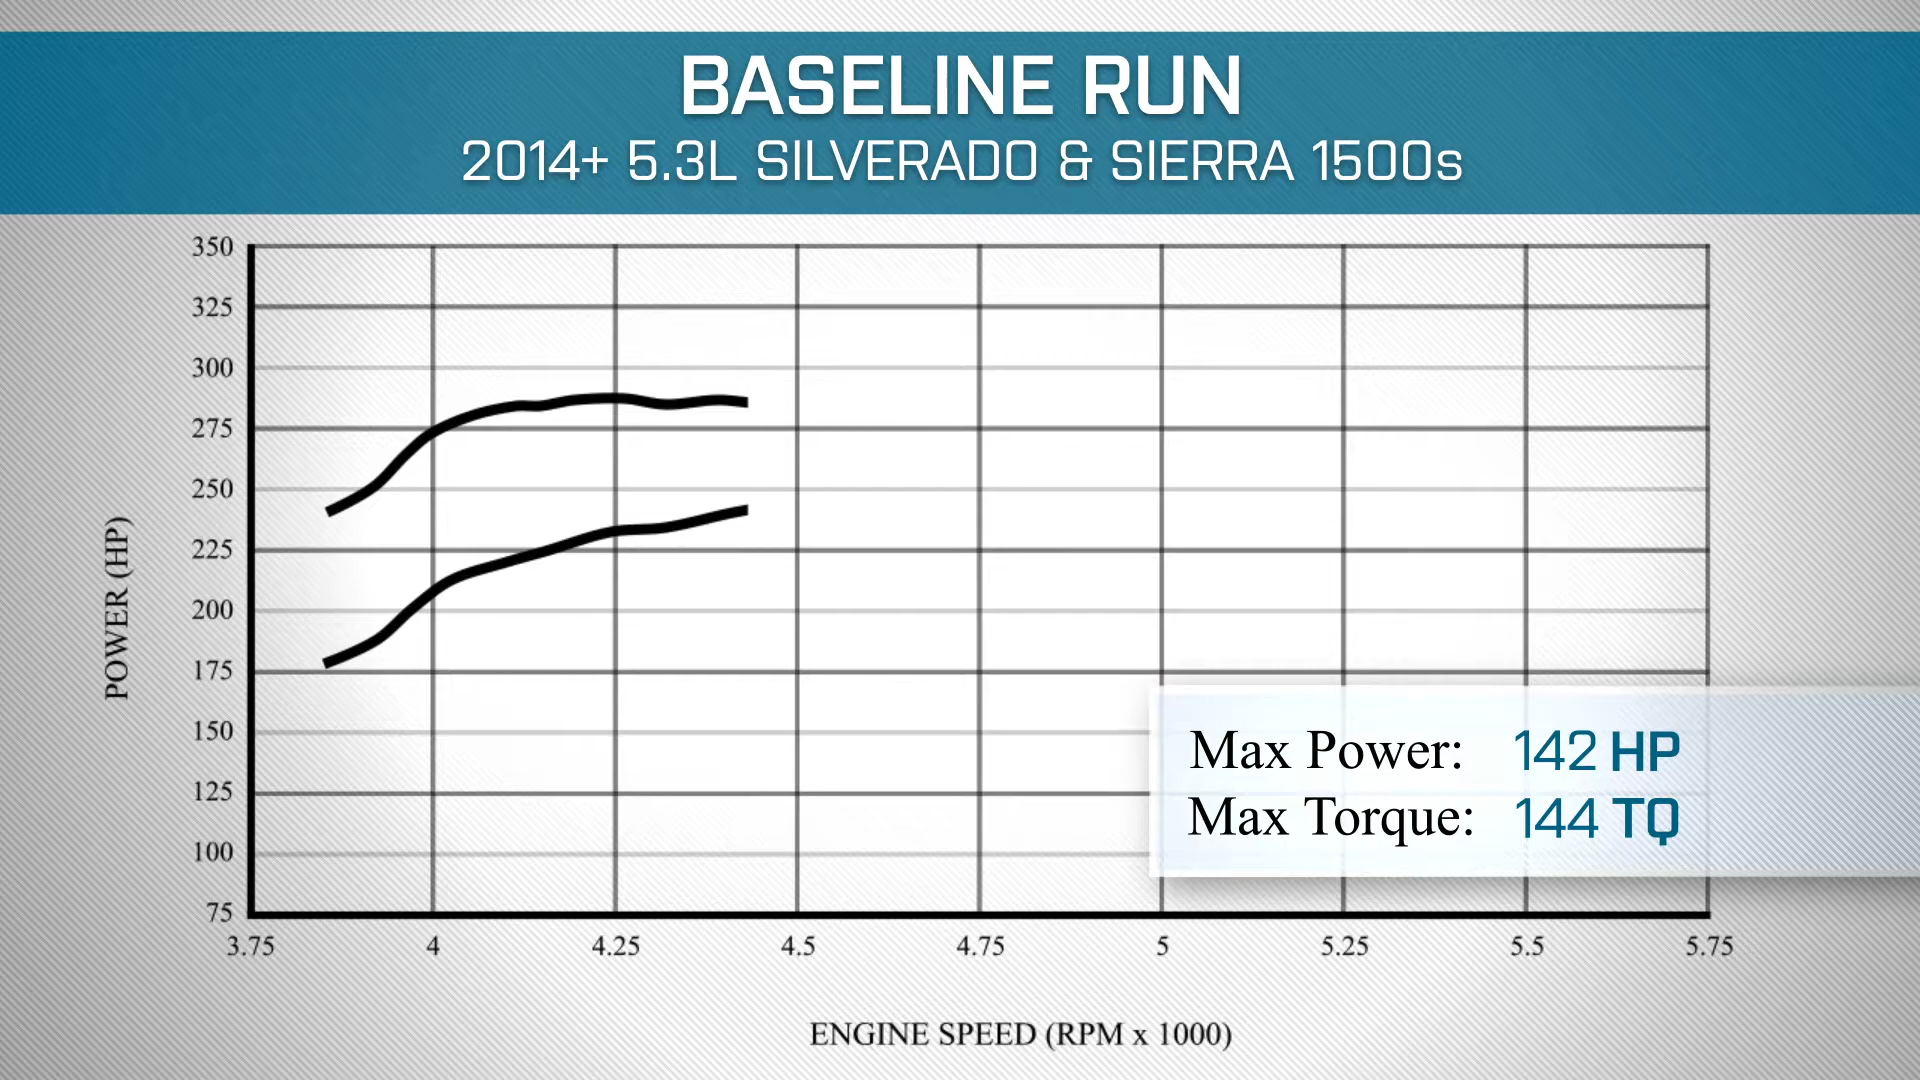 BASELINE RUN
2014+ 5.3L SILVERADO & SIERRA 1500s
350
325
300
275
250
225
200
175
150
125
100
75
POWER (HP)
Max Power: 142 HP
Max Torque: 144 TQ
3.75 4 4.25 4.5 4.75 5 5.25 5.5 5.75
ENGINE SPEED (RPM x 1000)